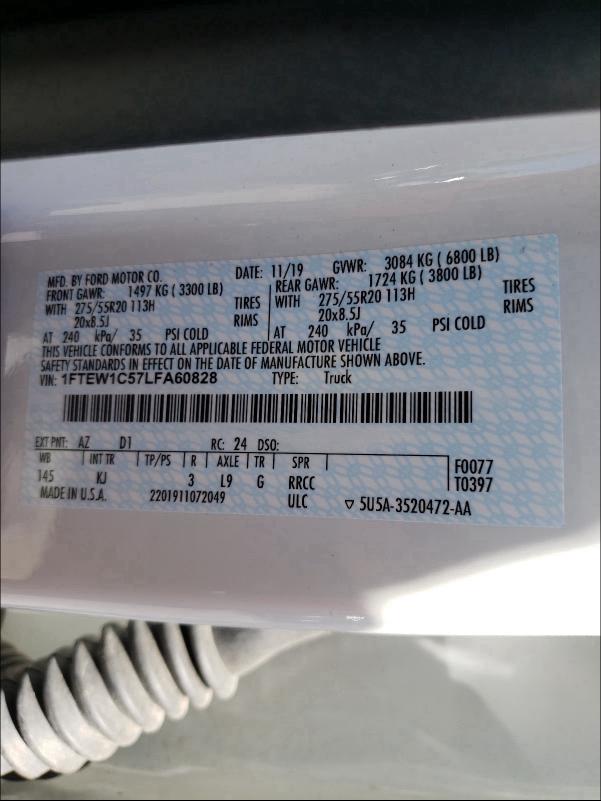 MFD. BY FORD MOTOR CO. DATE: 11/19 GVWR: 3084 KG ( 6800 LB)
FRONT GAWR: 1497 KG ( 3300 LB) REAR GAWR: 1724 KG ( 3800 LB)
WITH 275/55R20 113H TIRES WITH 275/55R20 113H TIRES
20x8.5J RIMS 20x8.5J RIMS
AT 240 kPa/ 35 PSI COLD AT 240 kPa/ 35 PSI COLD
THIS VEHICLE CONFORMS TO ALL APPLICABLE FEDERAL MOTOR VEHICLE
SAFETY STANDARDS IN EFFECT ON THE DATE OF MANUFACTURE SHOWN ABOVE.
VIN: 1FTEW1C57LFA60828 TYPE: Truck
EXT PNT: AZ D1 RC: 24 DSO:
WB INT TR TP/PS R AXLE TR SPR F0077
145 KJ 3 L9 G RRCC T0397
MADE IN U.S.A. 2201911072049 ULC ▽ 5U5A-3520472-AA